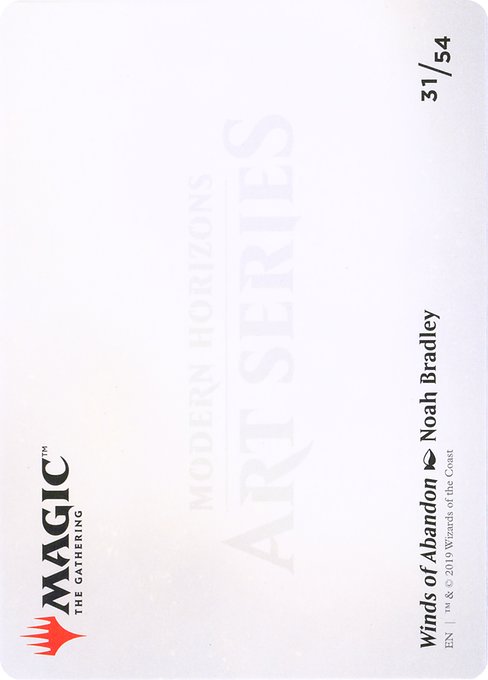 MAGIC™
THE GATHERING
MODERN HORIZONS
ART SERIES
31/54
Winds of Abandon Noah Bradley
EN | ™ & © 2019 Wizards of the Coast